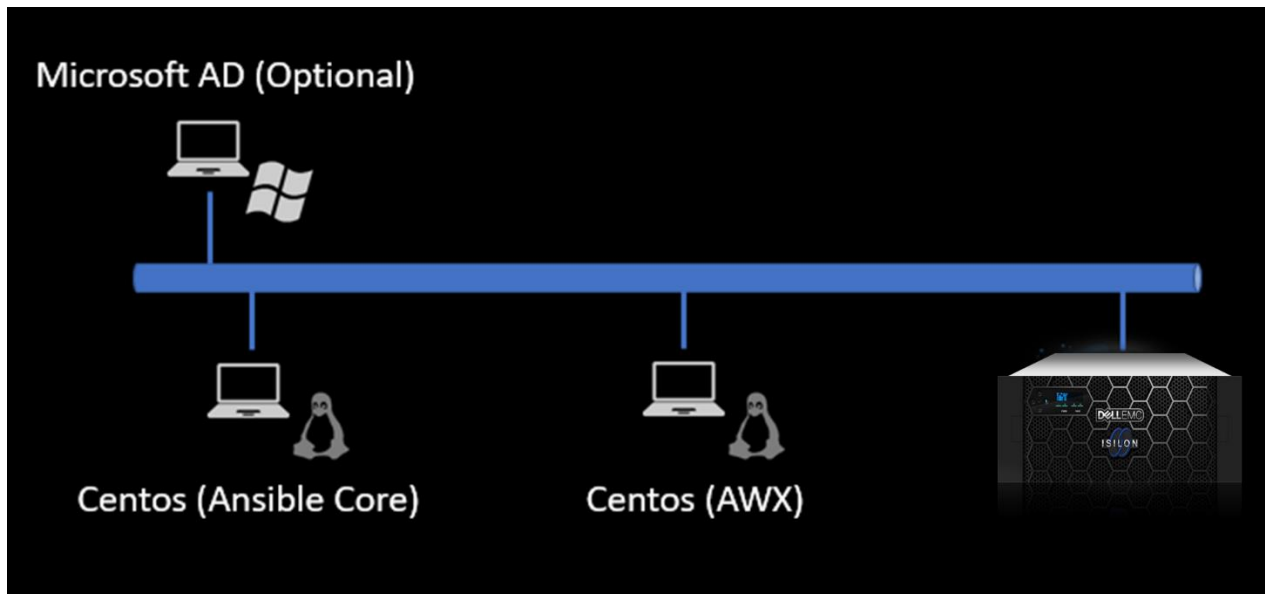 Microsoft AD (Optional)
DELLEMC
ISILON
Centos (Ansible Core)
Centos (AWX)